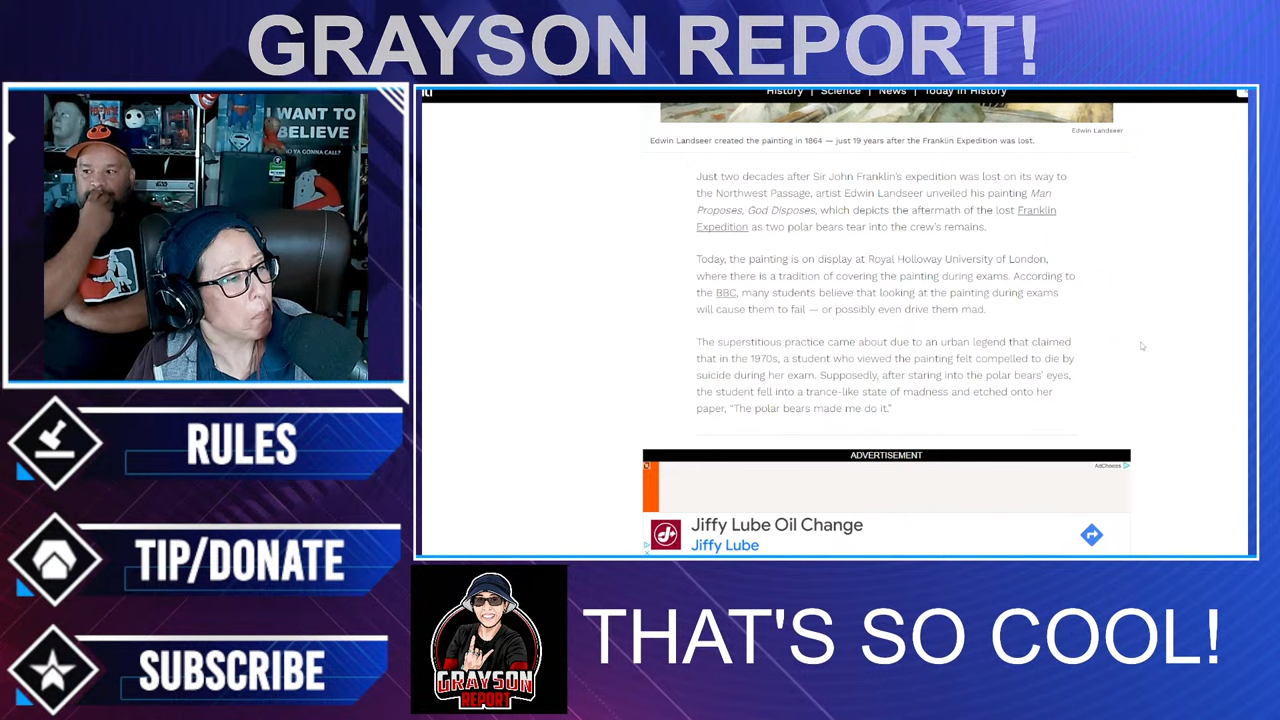 GRAYSON REPORT!
I WANT TO
BELIEVE
YA GONNA CALL?
History | Science | News | Today In History
Edwin Landseer
Edwin Landseer created the painting in 1864 — just 19 years after the Franklin Expedition was lost.
Just two decades after Sir John Franklin's expedition was lost on its way to
the Northwest Passage, artist Edwin Landseer unveiled his painting Man
Proposes, God Disposes, which depicts the aftermath of the lost Franklin
Expedition as two polar bears tear into the crew's remains.
Today, the painting is on display at Royal Holloway University of London,
where there is a tradition of covering the painting during exams. According to
the BBC, many students believe that looking at the painting during exams
will cause them to fail — or possibly even drive them mad.
The superstitious practice came about due to an urban legend that claimed
that in the 1970s, a student who viewed the painting felt compelled to die by
suicide during her exam. Supposedly, after staring into the polar bears' eyes,
the student fell into a trance-like state of madness and etched onto her
paper, "The polar bears made me do it."
ADVERTISEMENT
AdChoices
Jiffy Lube Oil Change
Jiffy Lube
RULES
TIP/DONATE
SUBSCRIBE
GRAYSON
REPORT
THAT'S SO COOL!